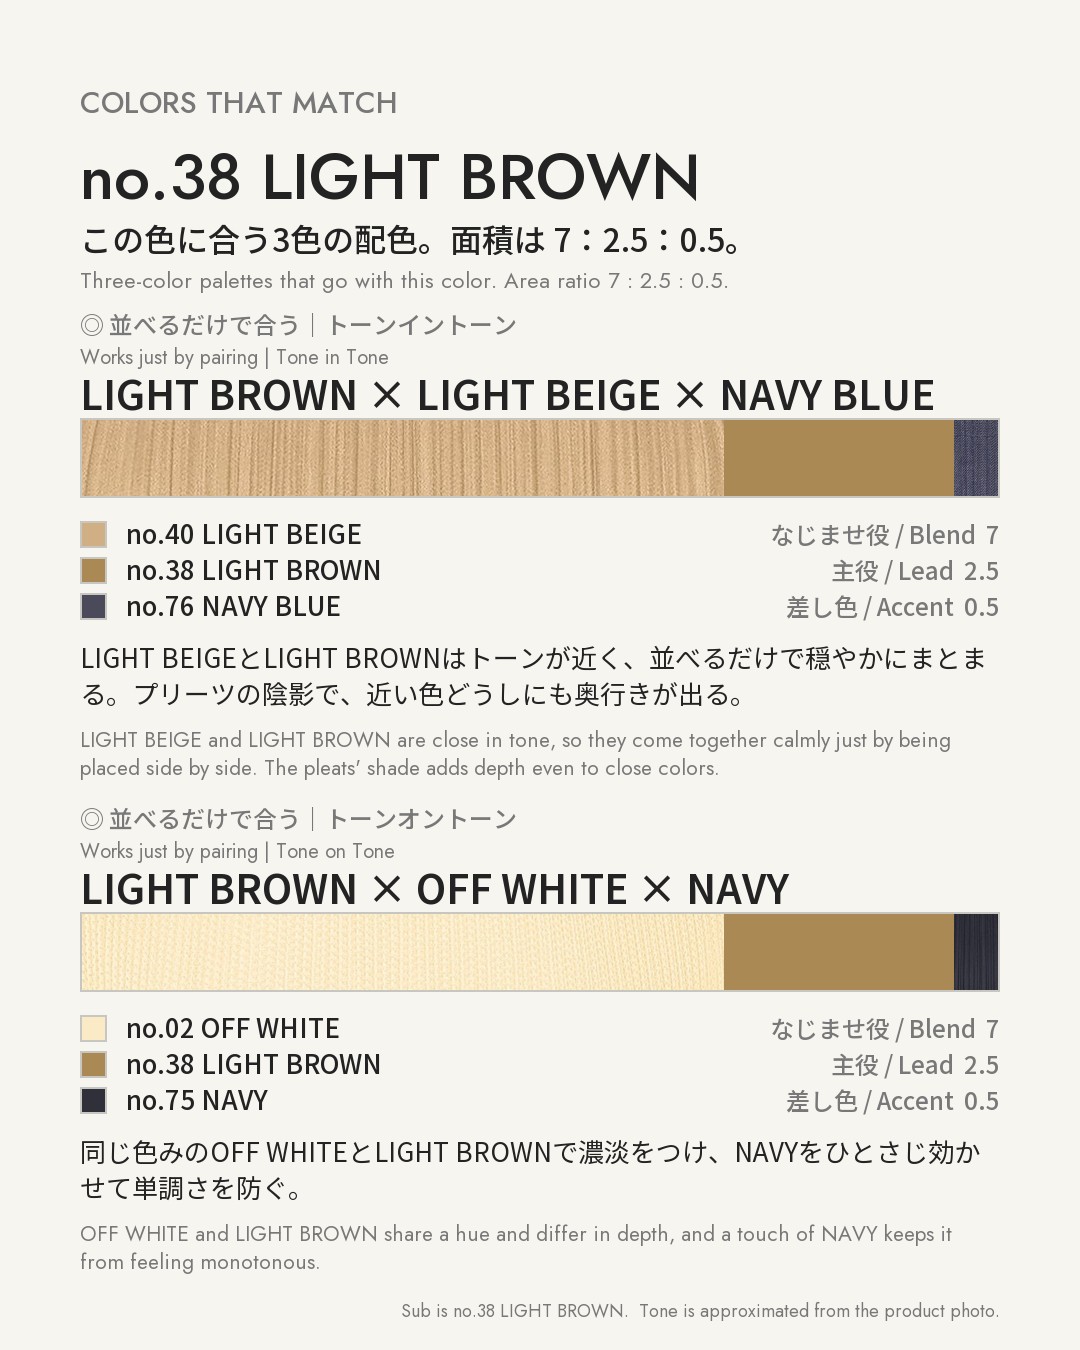 COLORS THAT MATCH
no.38 LIGHT BROWN
この色に合う3色の配色。面積は 7：2.5：0.5。
Three-color palettes that go with this color. Area ratio 7 : 2.5 : 0.5.
◎ 並べるだけで合う｜トーンイントーン
Works just by pairing | Tone in Tone
LIGHT BROWN × LIGHT BEIGE × NAVY BLUE
no.40 LIGHT BEIGE なじませ役 / Blend 7
no.38 LIGHT BROWN 主役 / Lead 2.5
no.76 NAVY BLUE 差し色 / Accent 0.5
LIGHT BEIGEとLIGHT BROWNはトーンが近く、並べるだけで穏やかにまとま
る。プリーツの陰影で、近い色どうしにも奥行きが出る。
LIGHT BEIGE and LIGHT BROWN are close in tone, so they come together calmly just by being
placed side by side. The pleats' shade adds depth even to close colors.
◎ 並べるだけで合う｜トーンオントーン
Works just by pairing | Tone on Tone
LIGHT BROWN × OFF WHITE × NAVY
no.02 OFF WHITE なじませ役 / Blend 7
no.38 LIGHT BROWN 主役 / Lead 2.5
no.75 NAVY 差し色 / Accent 0.5
同じ色みのOFF WHITEとLIGHT BROWNで濃淡をつけ、NAVYをひとさじ効か
せて単調さを防ぐ。
OFF WHITE and LIGHT BROWN share a hue and differ in depth, and a touch of NAVY keeps it
from feeling monotonous.
Sub is no.38 LIGHT BROWN. Tone is approximated from the product photo.